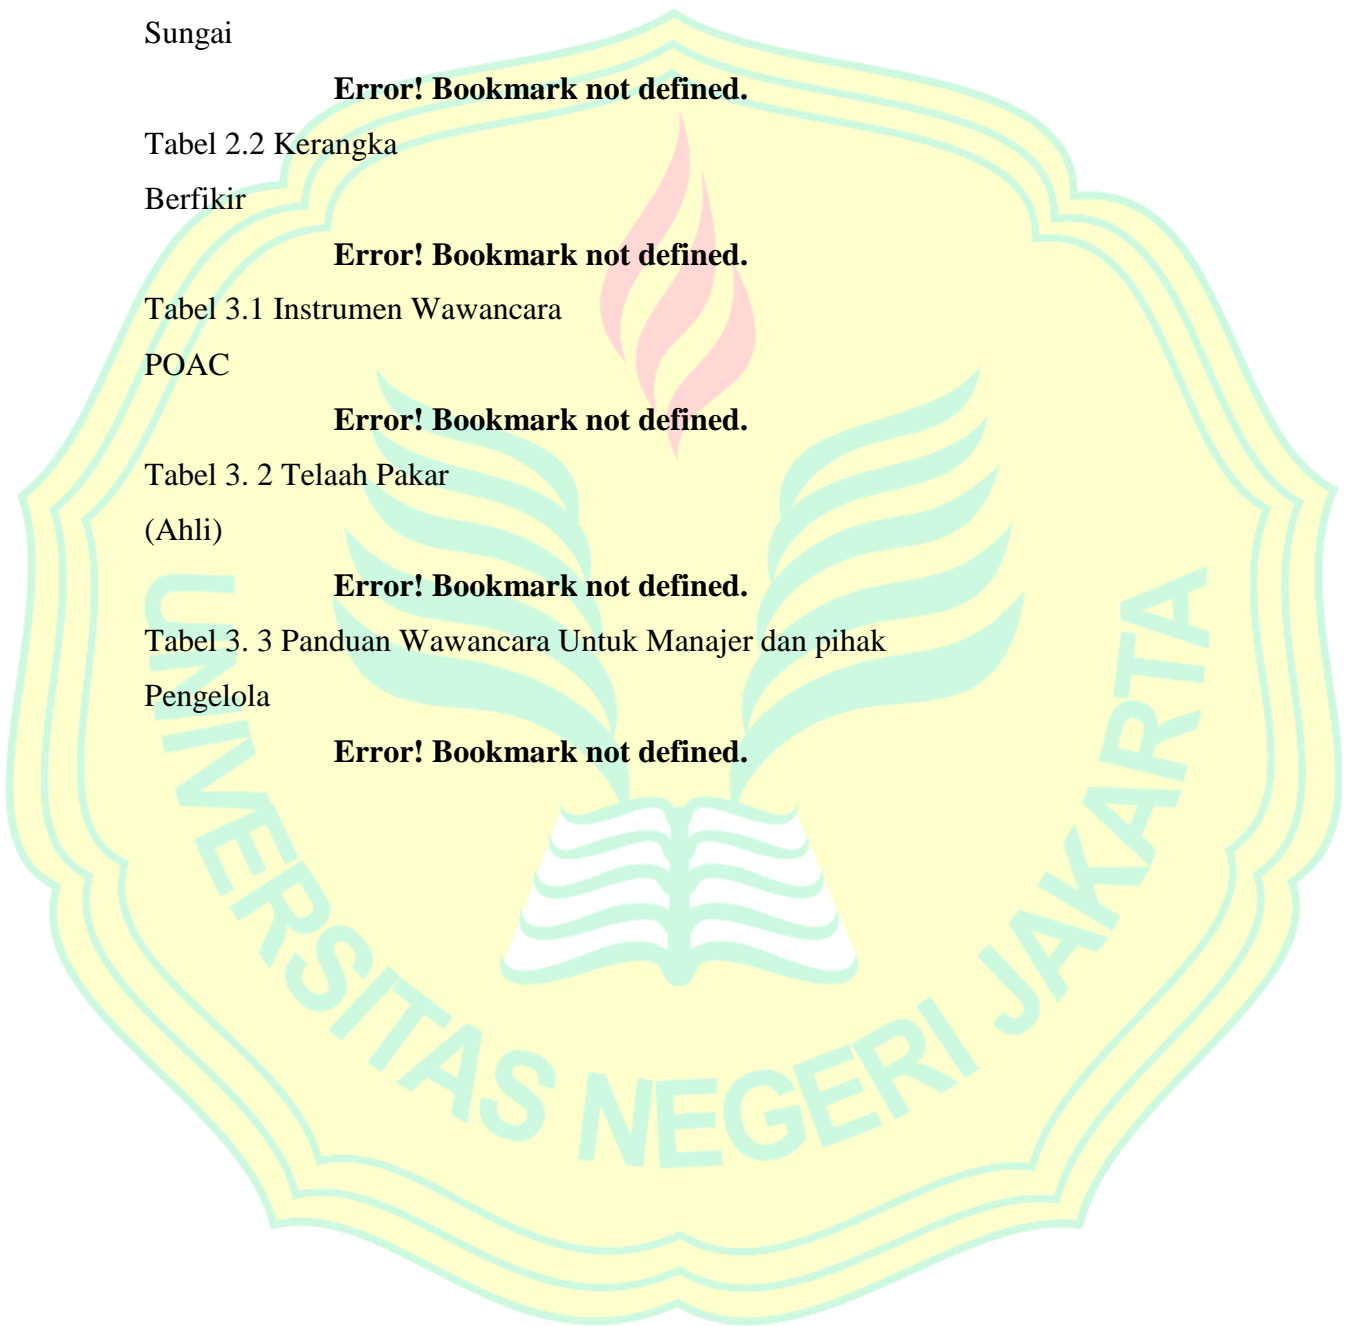 Sungai
Error! Bookmark not defined.
Tabel 2.2 Kerangka
Berfikir
Error! Bookmark not defined.
Tabel 3.1 Instrumen Wawancara
POAC
Error! Bookmark not defined.
Tabel 3. 2 Telaah Pakar
(Ahli)
Error! Bookmark not defined.
Tabel 3. 3 Panduan Wawancara Untuk Manajer dan pihak
Pengelola
Error! Bookmark not defined.
UNIVERSITAS NEGERI JAKARTA